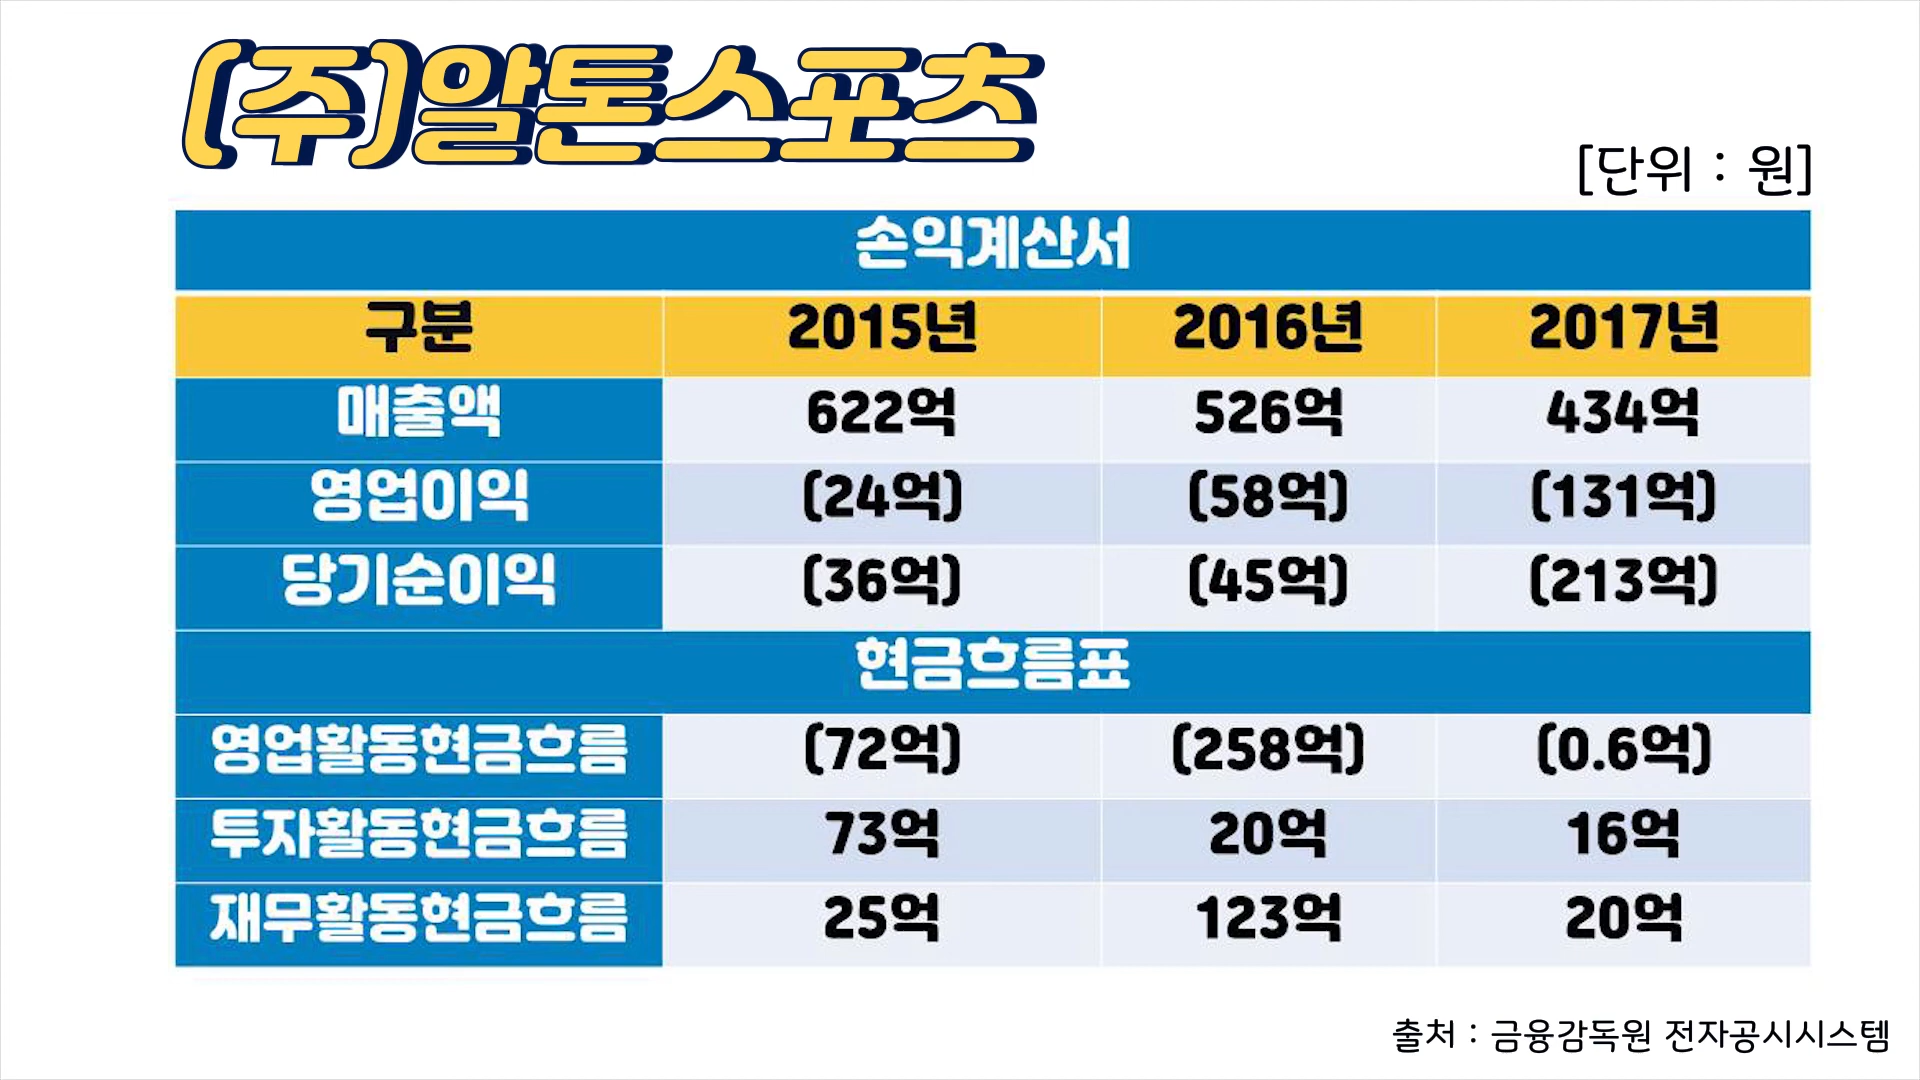 (주)알톤스포츠
[단위 : 원]
손익계산서
구분 2015년 2016년 2017년
매출액 622억 526억 434억
영업이익 (24억) (58억) (131억)
당기순이익 (36억) (45억) (213억)
현금흐름표
영업활동현금흐름 (72억) (258억) (0.6억)
투자활동현금흐름 73억 20억 16억
재무활동현금흐름 25억 123억 20억
출처 : 금융감독원 전자공시시스템